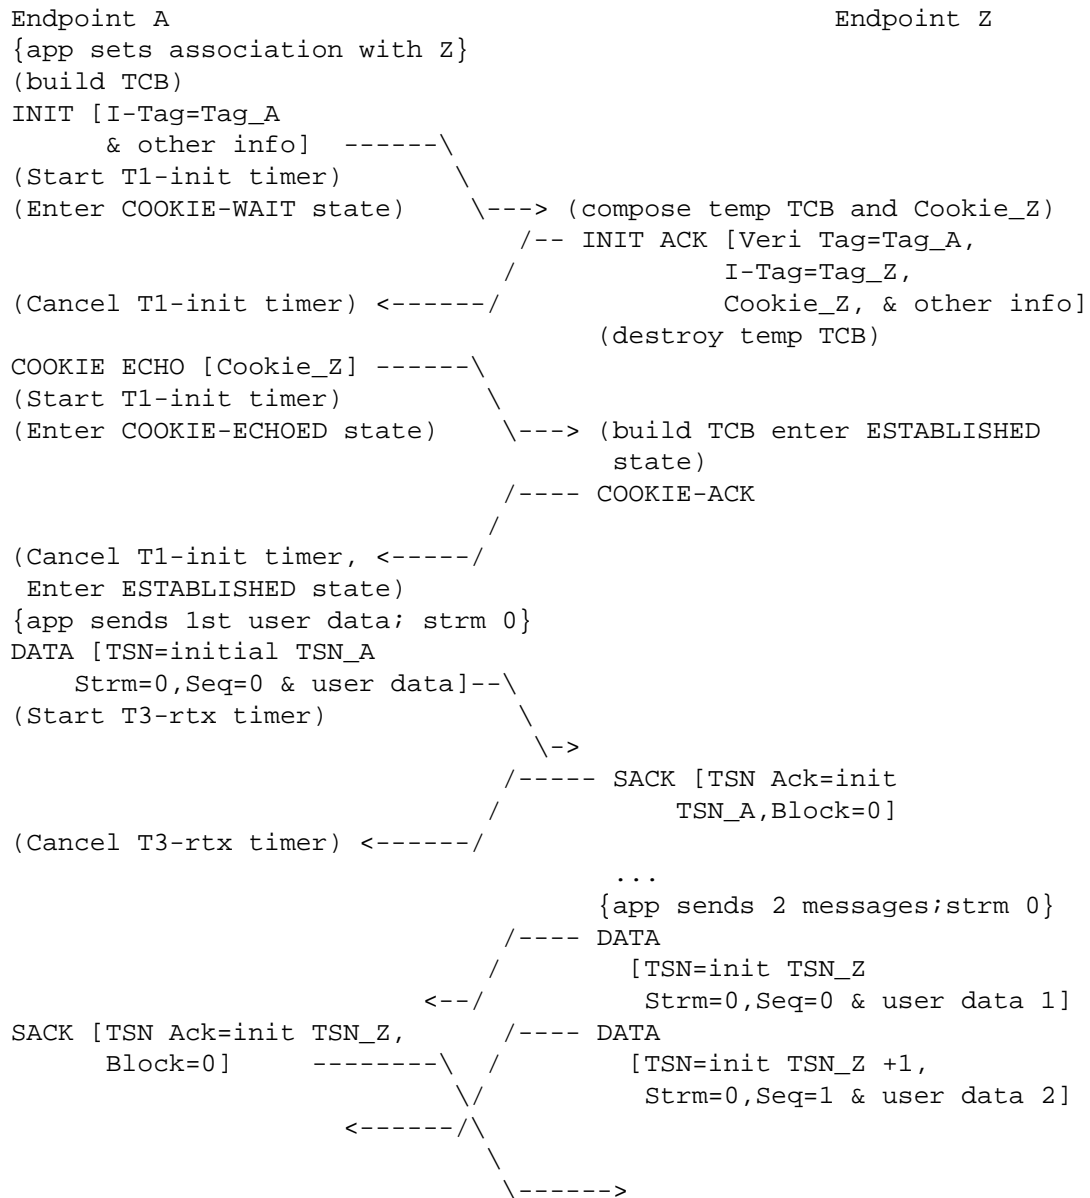 Endpoint A                                          Endpoint Z
{app sets association with Z}
(build TCB)
INIT [I-Tag=Tag_A
      & other info]  ------\
(Start T1-init timer)       \
(Enter COOKIE-WAIT state)    \---> (compose temp TCB and Cookie_Z)
                                /-- INIT ACK [Veri Tag=Tag_A,
                               /             I-Tag=Tag_Z,
(Cancel T1-init timer) <------/              Cookie_Z, & other info]
                                     (destroy temp TCB)
COOKIE ECHO [Cookie_Z] ------\
(Start T1-init timer)         \
(Enter COOKIE-ECHOED state)    \---> (build TCB enter ESTABLISHED
                                      state)
                               /---- COOKIE-ACK
                              /
(Cancel T1-init timer, <-----/
 Enter ESTABLISHED state)
{app sends 1st user data; strm 0}
DATA [TSN=initial TSN_A
    Strm=0,Seq=0 & user data]--\
(Start T3-rtx timer)            \
                                 \->
                               /----- SACK [TSN Ack=init
                              /           TSN_A,Block=0]
(Cancel T3-rtx timer) <------/
                                      ...
                                     {app sends 2 messages;strm 0}
                               /---- DATA
                              /        [TSN=init TSN_Z
                          <--/          Strm=0,Seq=0 & user data 1]
SACK [TSN Ack=init TSN_Z,      /---- DATA
      Block=0]     --------\  /        [TSN=init TSN_Z +1,
                            \/          Strm=0,Seq=1 & user data 2]
                     <------/\
                              \
                               \------>